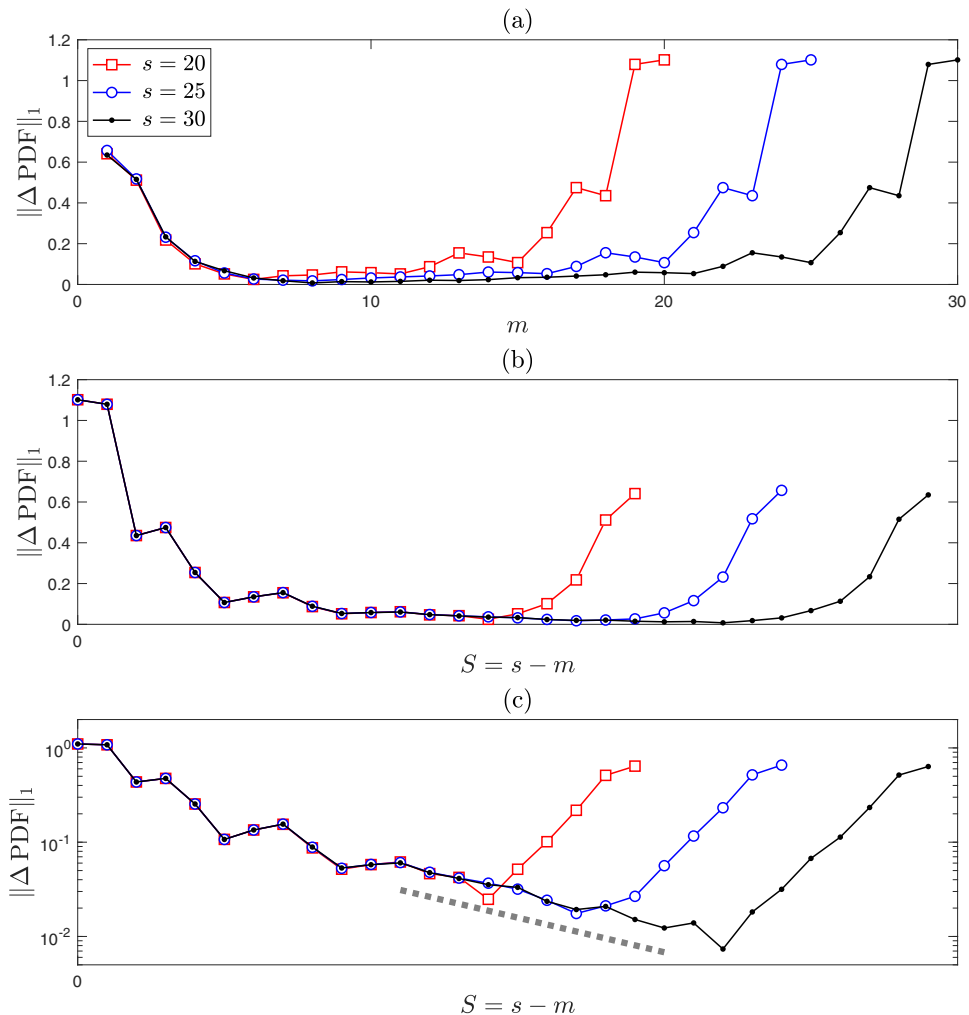 (a)
1.2
1
0.8
0.6
0.4
0.2
0
‖Δ PDF‖₁
s = 20
s = 25
s = 30
0 10 20 30
m
(b)
1.2
1
0.8
0.6
0.4
0.2
0
‖Δ PDF‖₁
0
S = s − m
(c)
10⁰
10⁻¹
10⁻²
‖Δ PDF‖₁
0
S = s − m